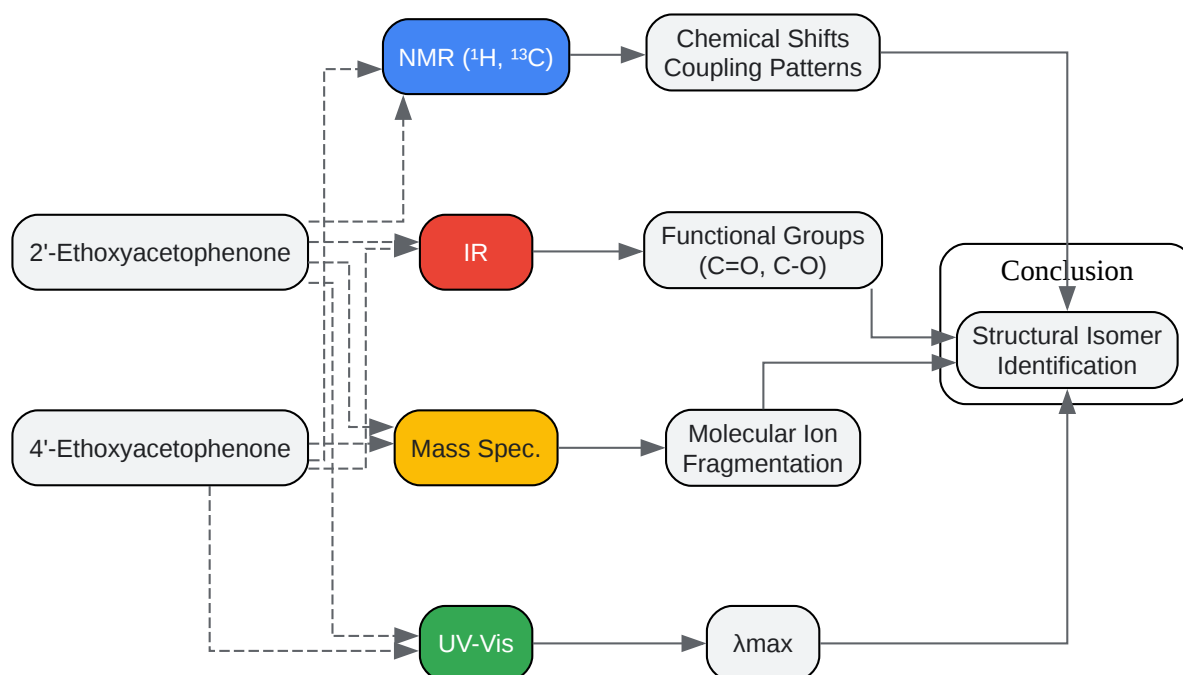 NMR (¹H, ¹³C)
Chemical Shifts
Coupling Patterns
2'-Ethoxyacetophenone
IR
Functional Groups
(C=O, C-O)
Conclusion
Structural Isomer
Identification
4'-Ethoxyacetophenone
Mass Spec.
Molecular Ion
Fragmentation
UV-Vis
λmax